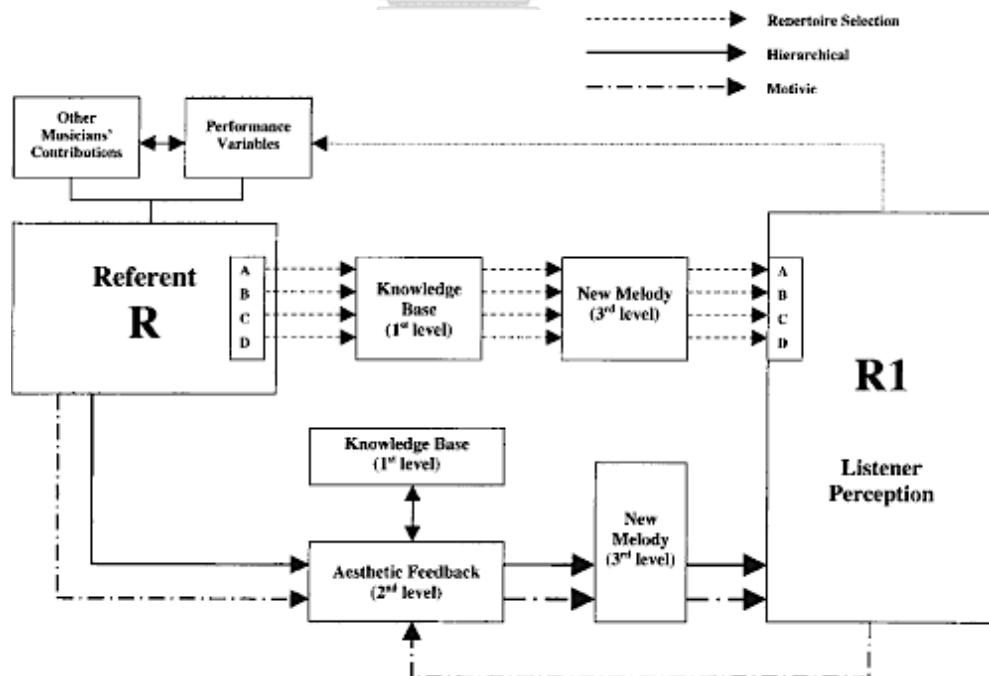 Repertoire Selection
Hierarchical
Motivic
Other
Musicians'
Contributions
Performance
Variables
Referent
R
A
B
C
D
Knowledge
Base
(1st level)
New Melody
(3rd level)
A
B
C
D
R1
Listener
Perception
Knowledge Base
(1st level)
Aesthetic Feedback
(2nd level)
New
Melody
(3rd level)